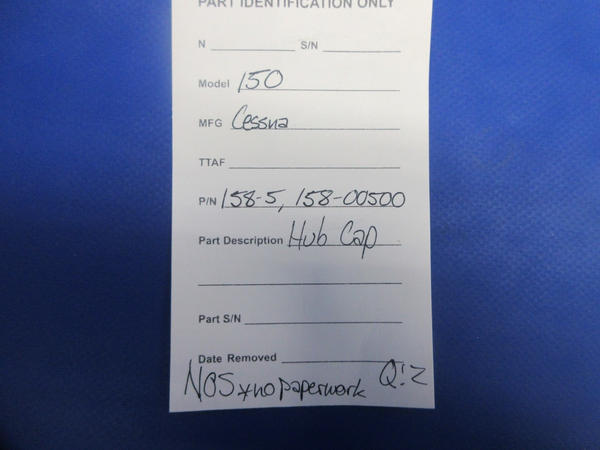 PART IDENTIFICATION ONLY
N S/N
Model 150
MFG Cessna
TTAF
P/N 158-5, 158-00500
Part Description Hub Cap
Part S/N
Date Removed
NOS *no paperwork Q:2